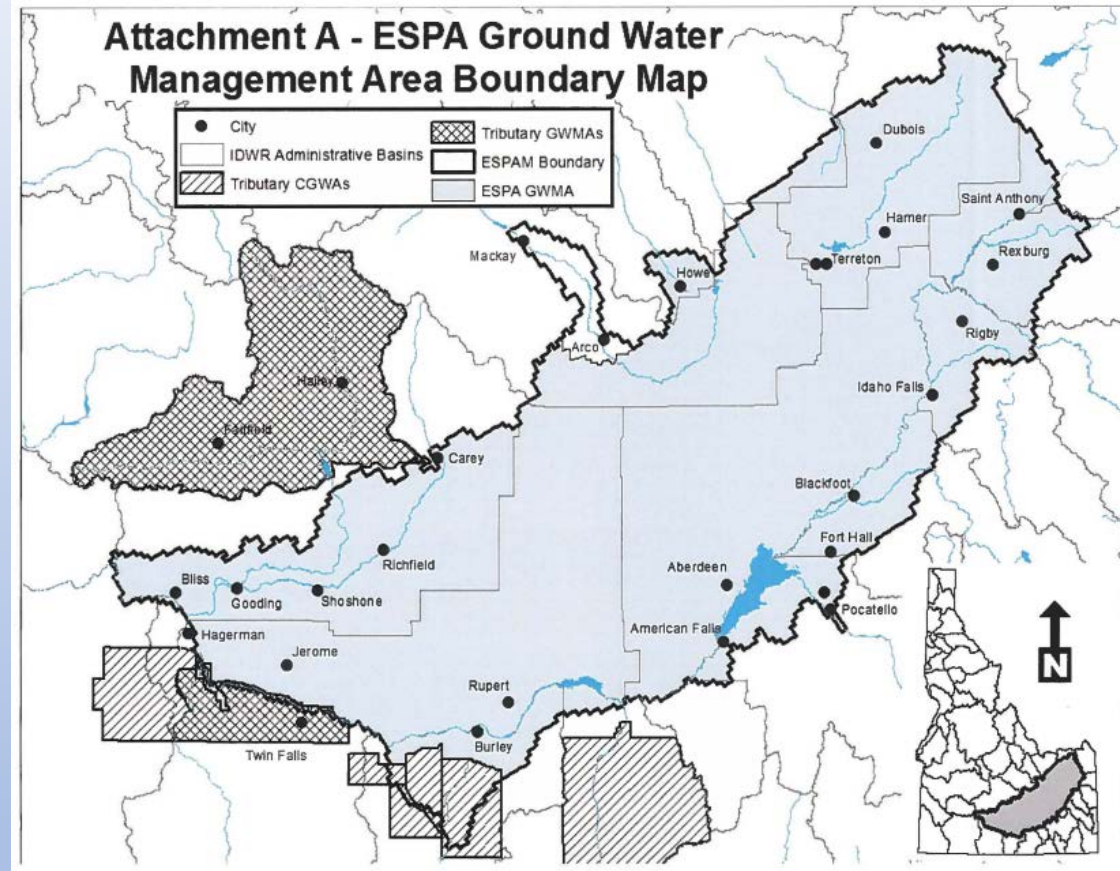 Attachment A - ESPA Ground Water
Management Area Boundary Map
City
IDWR Administrative Basins
Tributary CGWAs
Tributary GWMAs
ESPAM Boundary
ESPA GWMA
Dubois
Saint Anthony
Hamer
Mackay
Rexburg
Terreton
Howe
Rigby
Arco
Hailey
Idaho Falls
Fairfield
Carey
Blackfoot
Fort Hall
Richfield
Aberdeen
Bliss
Gooding
Shoshone
Pocatello
American Falls
Hagerman
Jerome
N
Rupert
Twin Falls
Burley